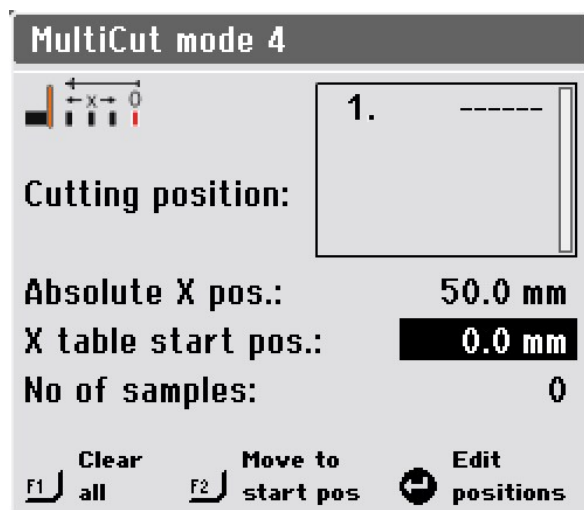 MultiCut mode 4
x 0
1. ------
Cutting position:
Absolute X pos.: 50.0 mm
X table start pos.: 0.0 mm
No of samples: 0
F1 Clear all F2 Move to start pos Edit positions